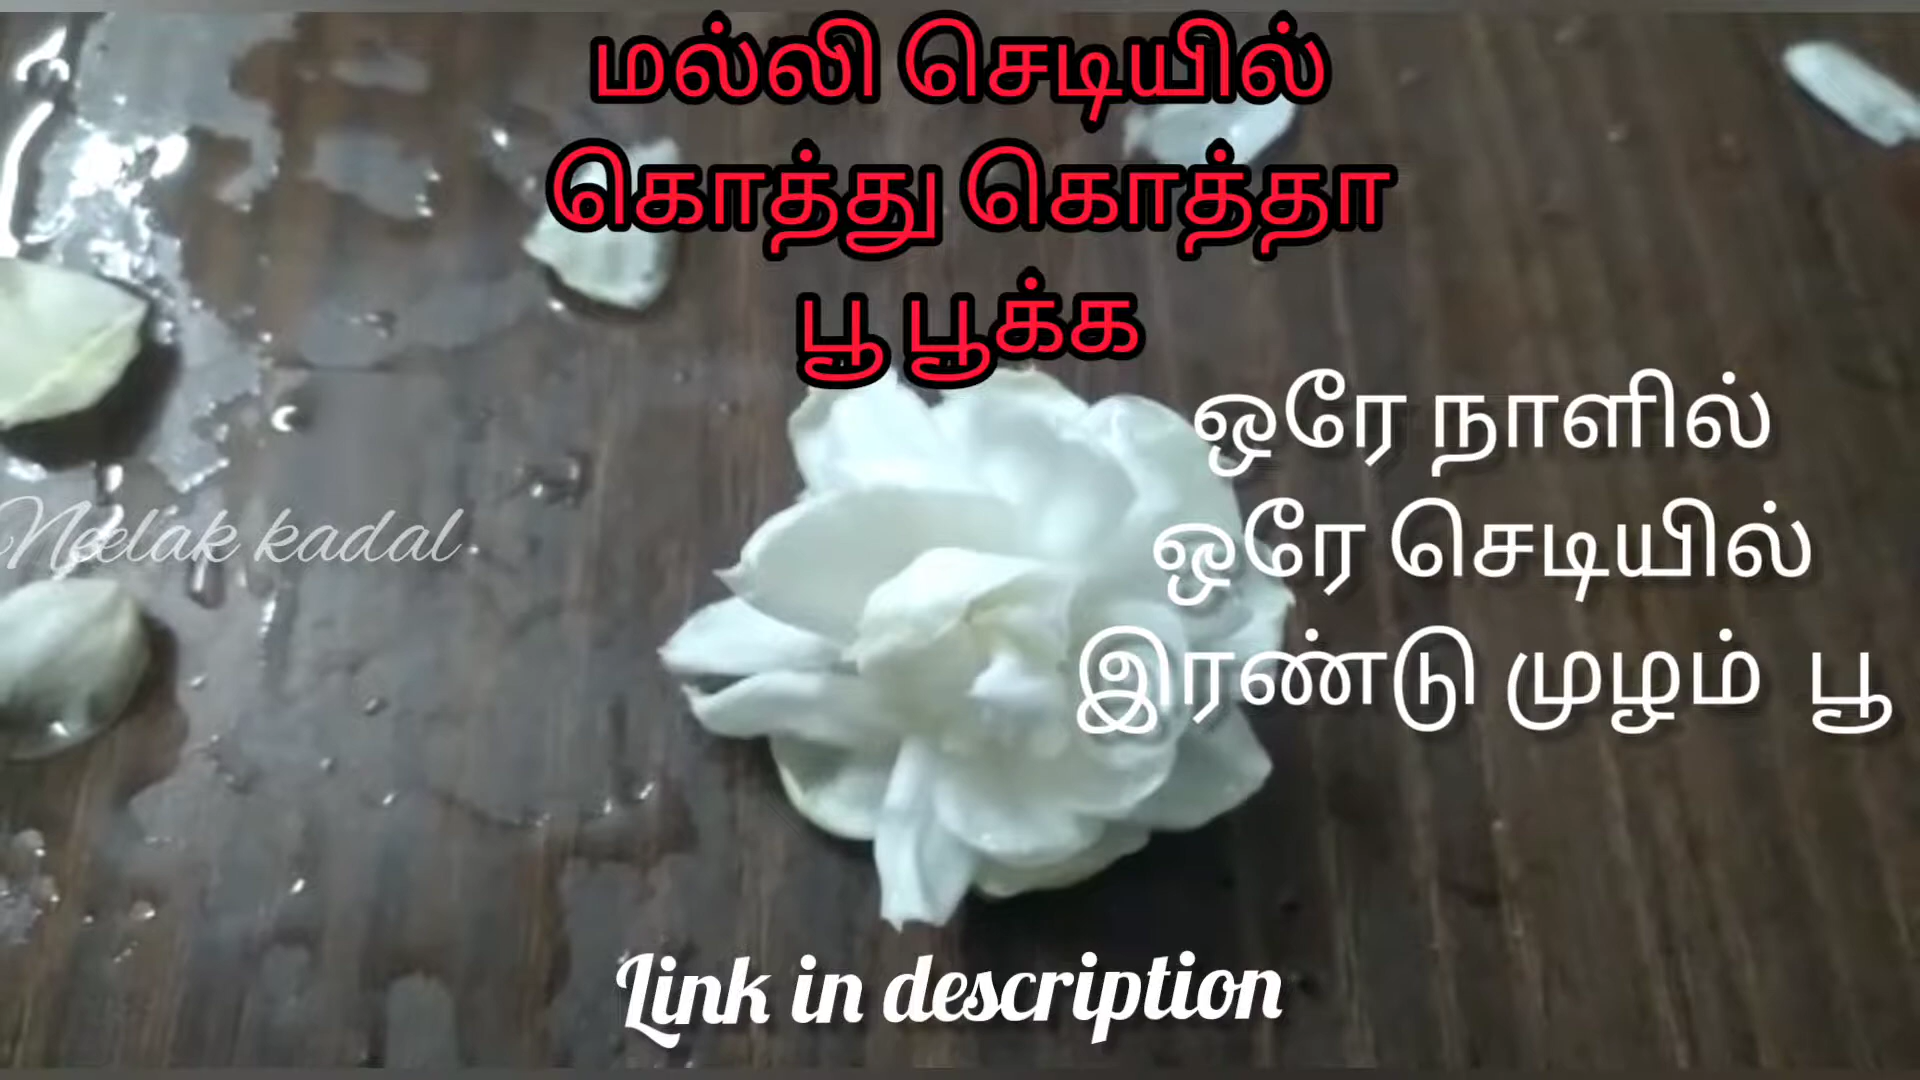 மல்லி செடியில்
கொத்து கொத்தா
பூ பூக்க
ஒரே நாளில்
ஒரே செடியில்
இரண்டு முழம் பூ
Neelak kadal
Link in description